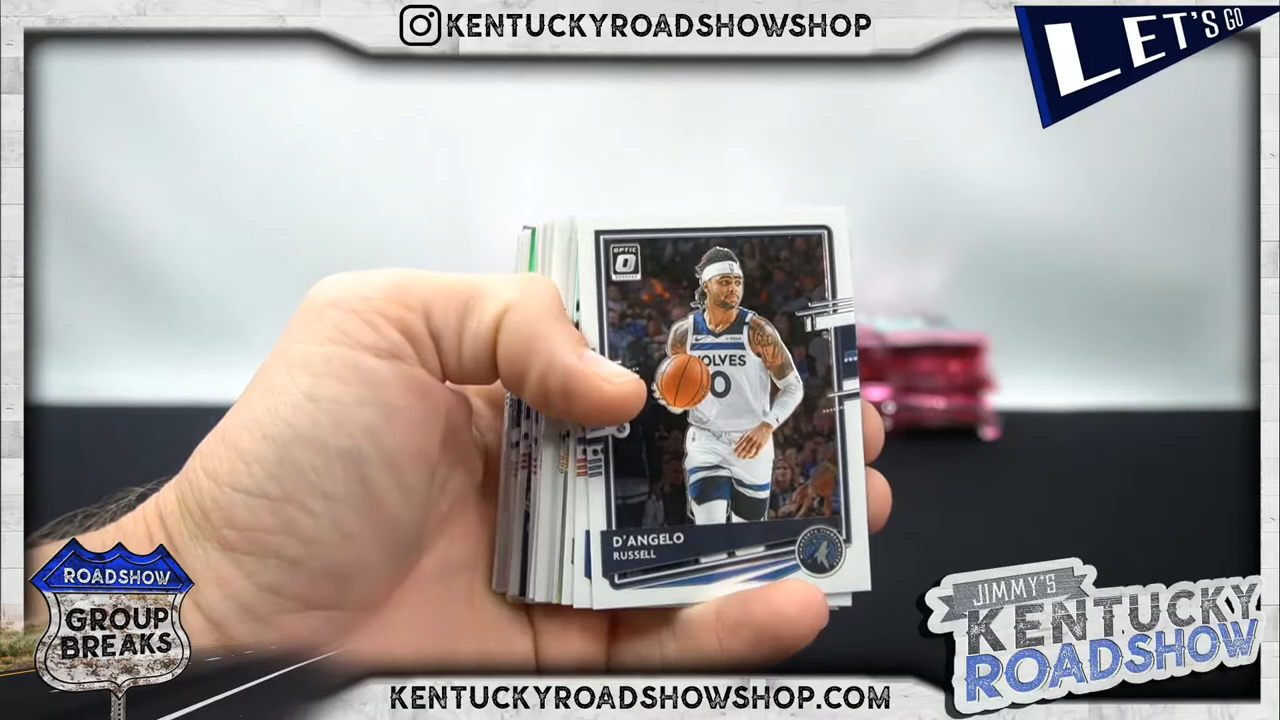 KENTUCKYROADSHOWSHOP
LET'S GO
OPTIC
WOLVES
0
D'ANGELO
RUSSELL
ROADSHOW
GROUP
BREAKS
JIMMY'S
KENTUCKY
ROADSHOW
KENTUCKYROADSHOWSHOP.COM